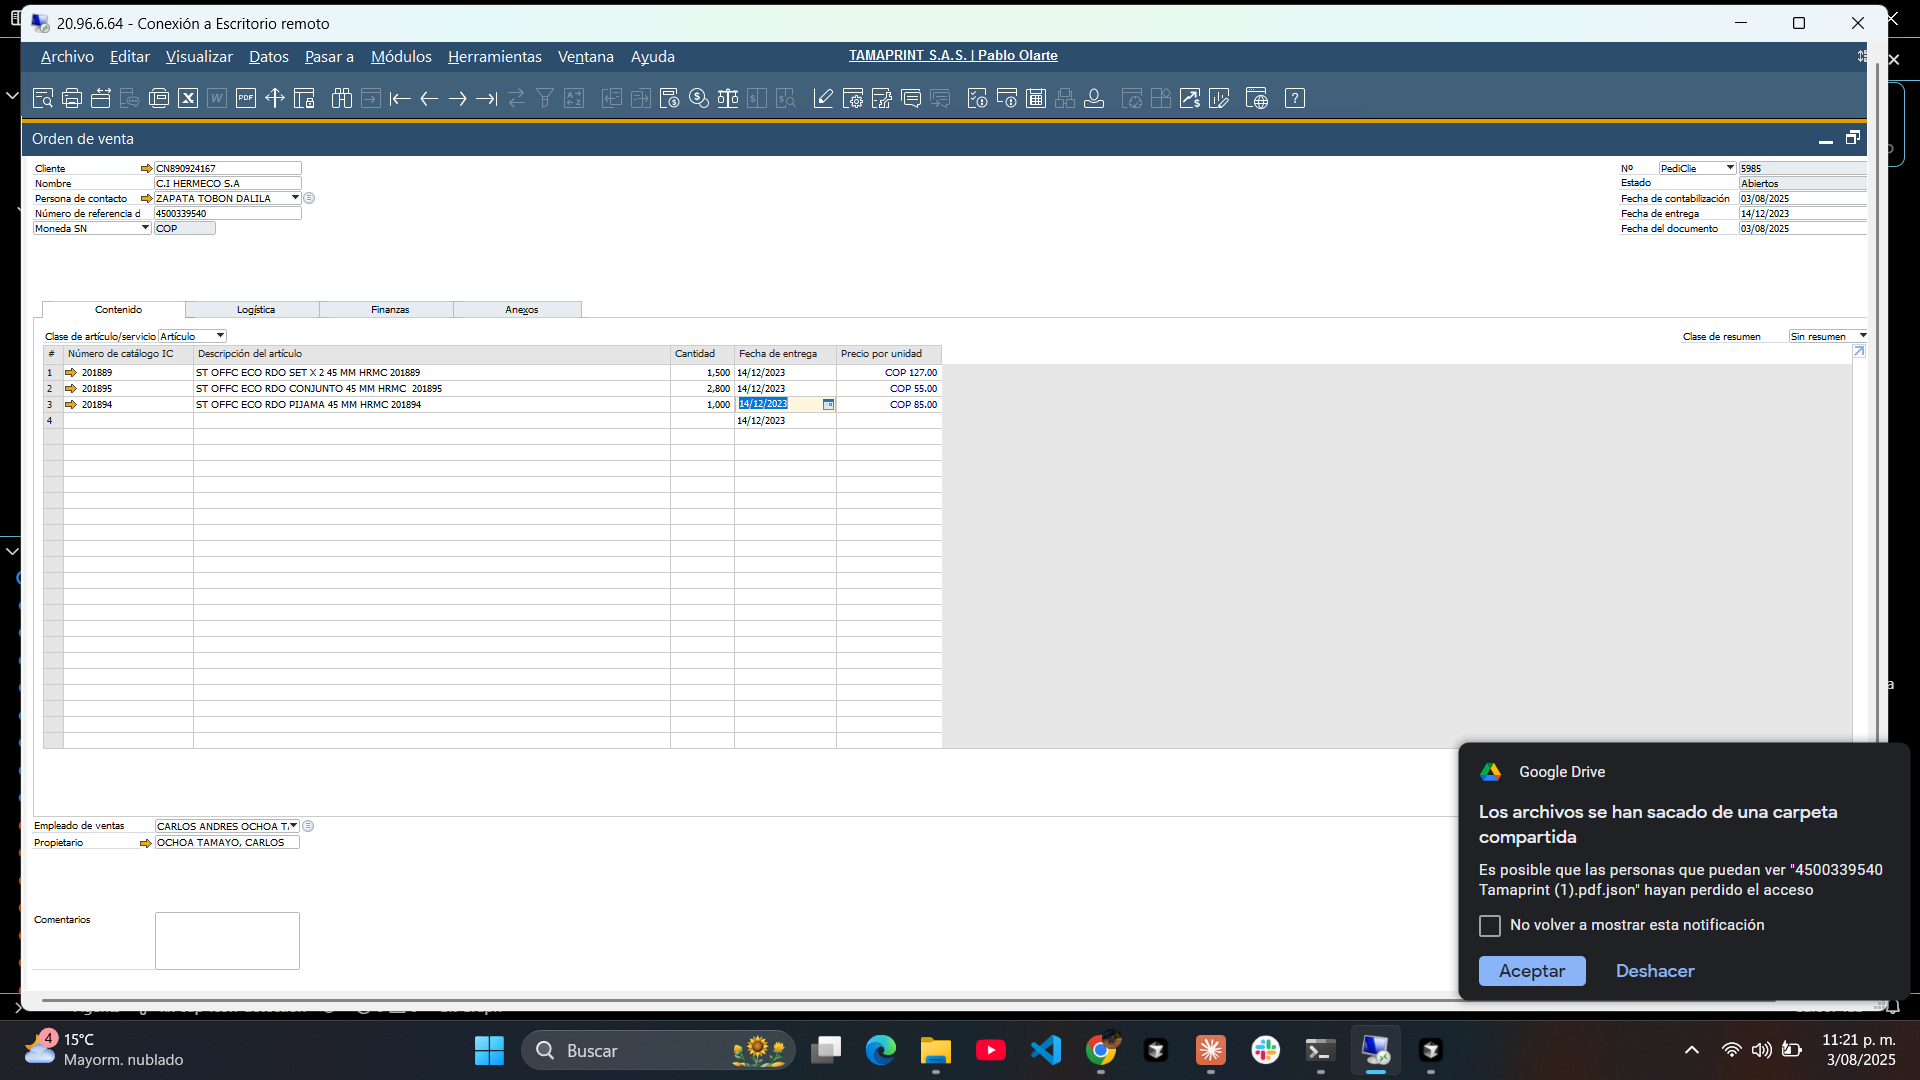 20.96.6.64 - Conexión a Escritorio remoto
Archivo Editar Visualizar Datos Pasar a Módulos Herramientas Ventana Ayuda
TAMAPRINT S.A.S. | Pablo Olarte
Orden de venta
Cliente CN890924167
Nombre C.I HERMECO S.A
Persona de contacto ZAPATA TOBON DALILA
Número de referencia d 4500339540
Moneda SN COP
Nº PediClie 5985
Estado Abiertos
Fecha de contabilización 03/08/2025
Fecha de entrega 14/12/2023
Fecha del documento 03/08/2025
Contenido Logística Finanzas Anexos
Clase de artículo/servicio Artículo
Clase de resumen Sin resumen
# Número de catálogo IC Descripción del artículo Cantidad Fecha de entrega Precio por unidad
1 201889 ST OFFC ECO RDO SET X 2 45 MM HRMC 201889 1,500 14/12/2023 COP 127.00
2 201895 ST OFFC ECO RDO CONJUNTO 45 MM HRMC 201895 2,800 14/12/2023 COP 55.00
3 201894 ST OFFC ECO RDO PIJAMA 45 MM HRMC 201894 1,000 14/12/2023 COP 85.00
4 14/12/2023
Empleado de ventas CARLOS ANDRES OCHOA T
Propietario OCHOA TAMAYO, CARLOS
Comentarios
Google Drive
Los archivos se han sacado de una carpeta
compartida
Es posible que las personas que puedan ver "4500339540
Tamaprint (1).pdf.json" hayan perdido el acceso
No volver a mostrar esta notificación
Aceptar Deshacer
4
15°C
Mayorm. nublado
Buscar
11:21 p. m.
3/08/2025